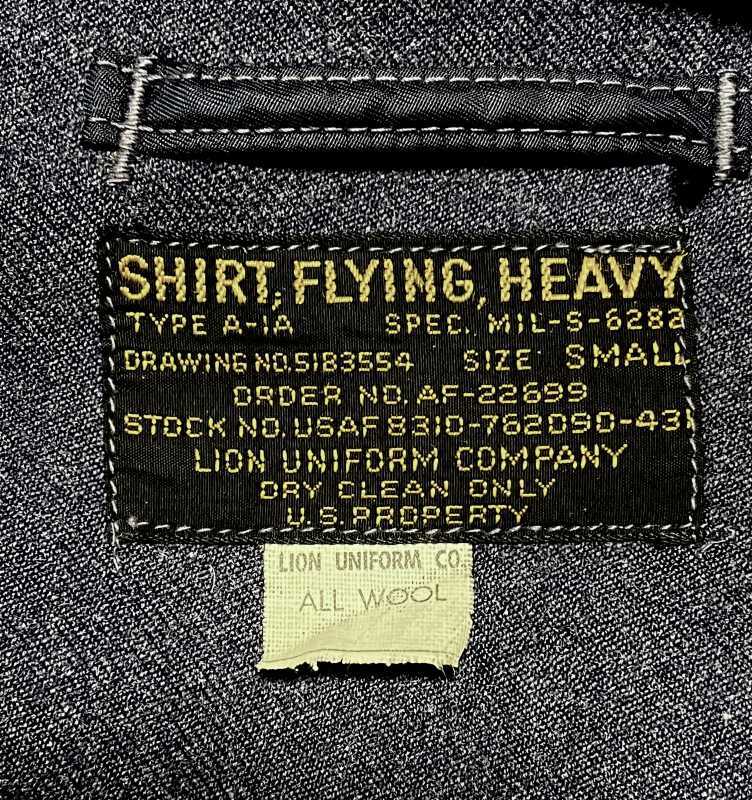 SHIRT, FLYING, HEAVY
TYPE A-1A SPEC. MIL-S-6282
DRAWING NO. 5183554 SIZE SMALL
ORDER NO. AF-22699
STOCK NO. USAF 8310-762090-431
LION UNIFORM COMPANY
DRY CLEAN ONLY
U.S. PROPERTY
LION UNIFORM CO.
ALL WOOL